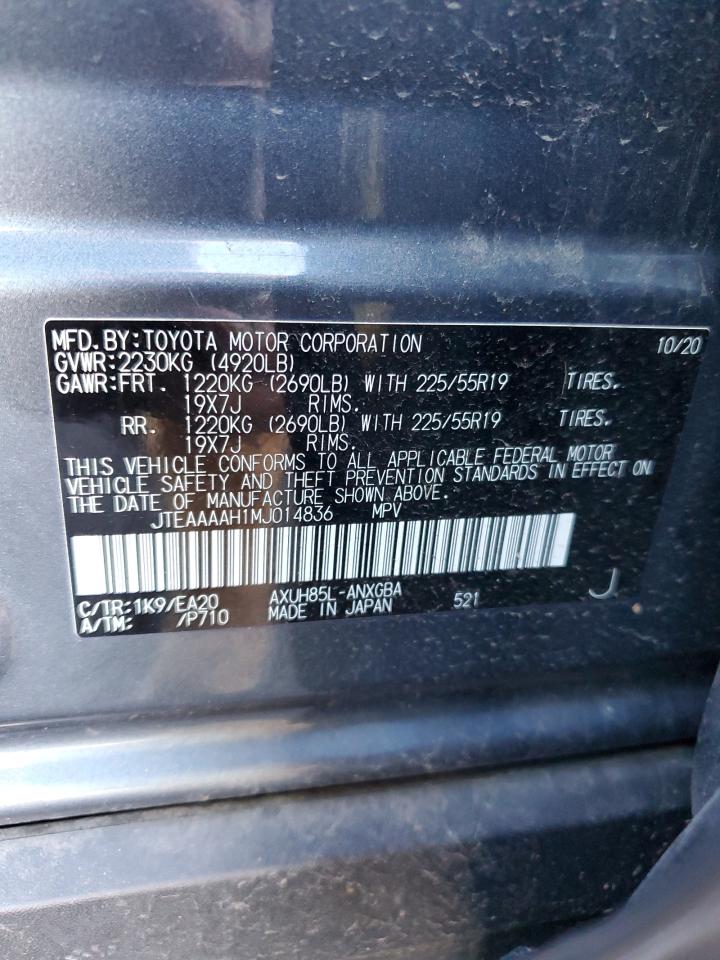 MFD.BY:TOYOTA MOTOR CORPORATION 10/20
GVWR:2230KG (4920LB)
GAWR:FRT. 1220KG (2690LB) WITH 225/55R19 TIRES.
19X7J RIMS.
RR. 1220KG (2690LB) WITH 225/55R19 TIRES.
19X7J RIMS.
THIS VEHICLE CONFORMS TO ALL APPLICABLE FEDERAL MOTOR
VEHICLE SAFETY AND THEFT PREVENTION STANDARDS IN EFFECT ON
THE DATE OF MANUFACTURE SHOWN ABOVE.
JTEAAAAH1MJ014836 MPV
C/TR:1K9/EA20 AXUH85L-ANXGBA 521 J
A/TM: /P710 MADE IN JAPAN